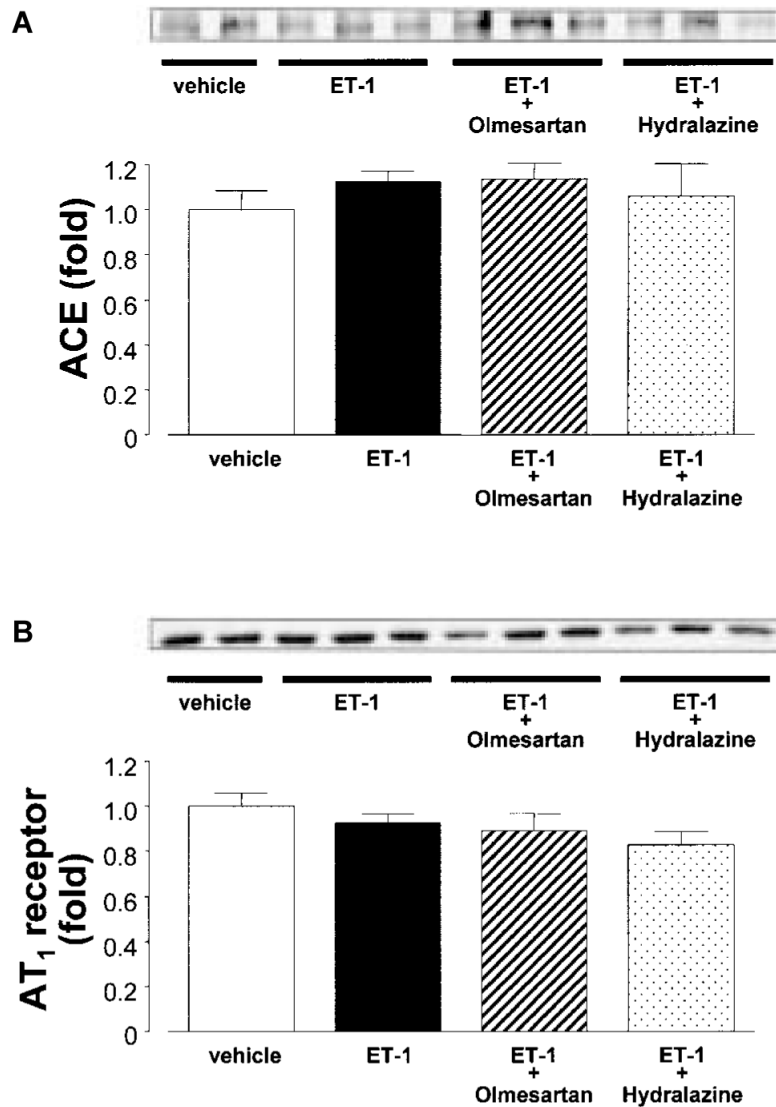 A
vehicle ET-1 ET-1 ET-1
+ +
Olmesartan Hydralazine
ACE (fold)
1.2
1.0
0.8
0.6
0.4
0.2
0
vehicle ET-1 ET-1 ET-1
+ +
Olmesartan Hydralazine
B
vehicle ET-1 ET-1 ET-1
+ +
Olmesartan Hydralazine
AT₁ receptor
(fold)
1.2
1.0
0.8
0.6
0.4
0.2
0
vehicle ET-1 ET-1 ET-1
+ +
Olmesartan Hydralazine